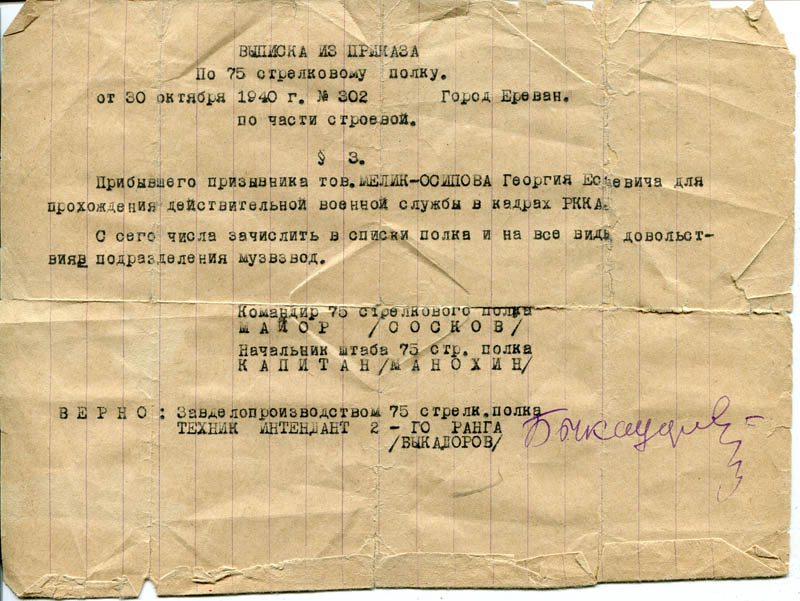 ВЫПИСКА ИЗ ПРИКАЗА
По 75 стрелковому полку.
от 30 октября 1940 г. № 302 Город Ереван.
по части строевой.
§ 3.
Прибывшего призывника тов.МЕЛИК-ОСИПОВА Георгия для
прохождения действительной военной службы в кадрах РККА.
С сего числа зачислить в списки полка и на все виды довольст-
вия в подразделения музвзвод.
Командир 75 стрелкового полка
МАЙОР /СОСКОВ/
Начальник штаба 75 стр. полка
КАПИТАН/МАНОХИН/
ВЕРНО: Завделопроизводством 75 стрелк.полка
ТЕХНИК ИНТЕНДАНТ 2 - ГО РАНГА
/БЫКАДОРОВ/